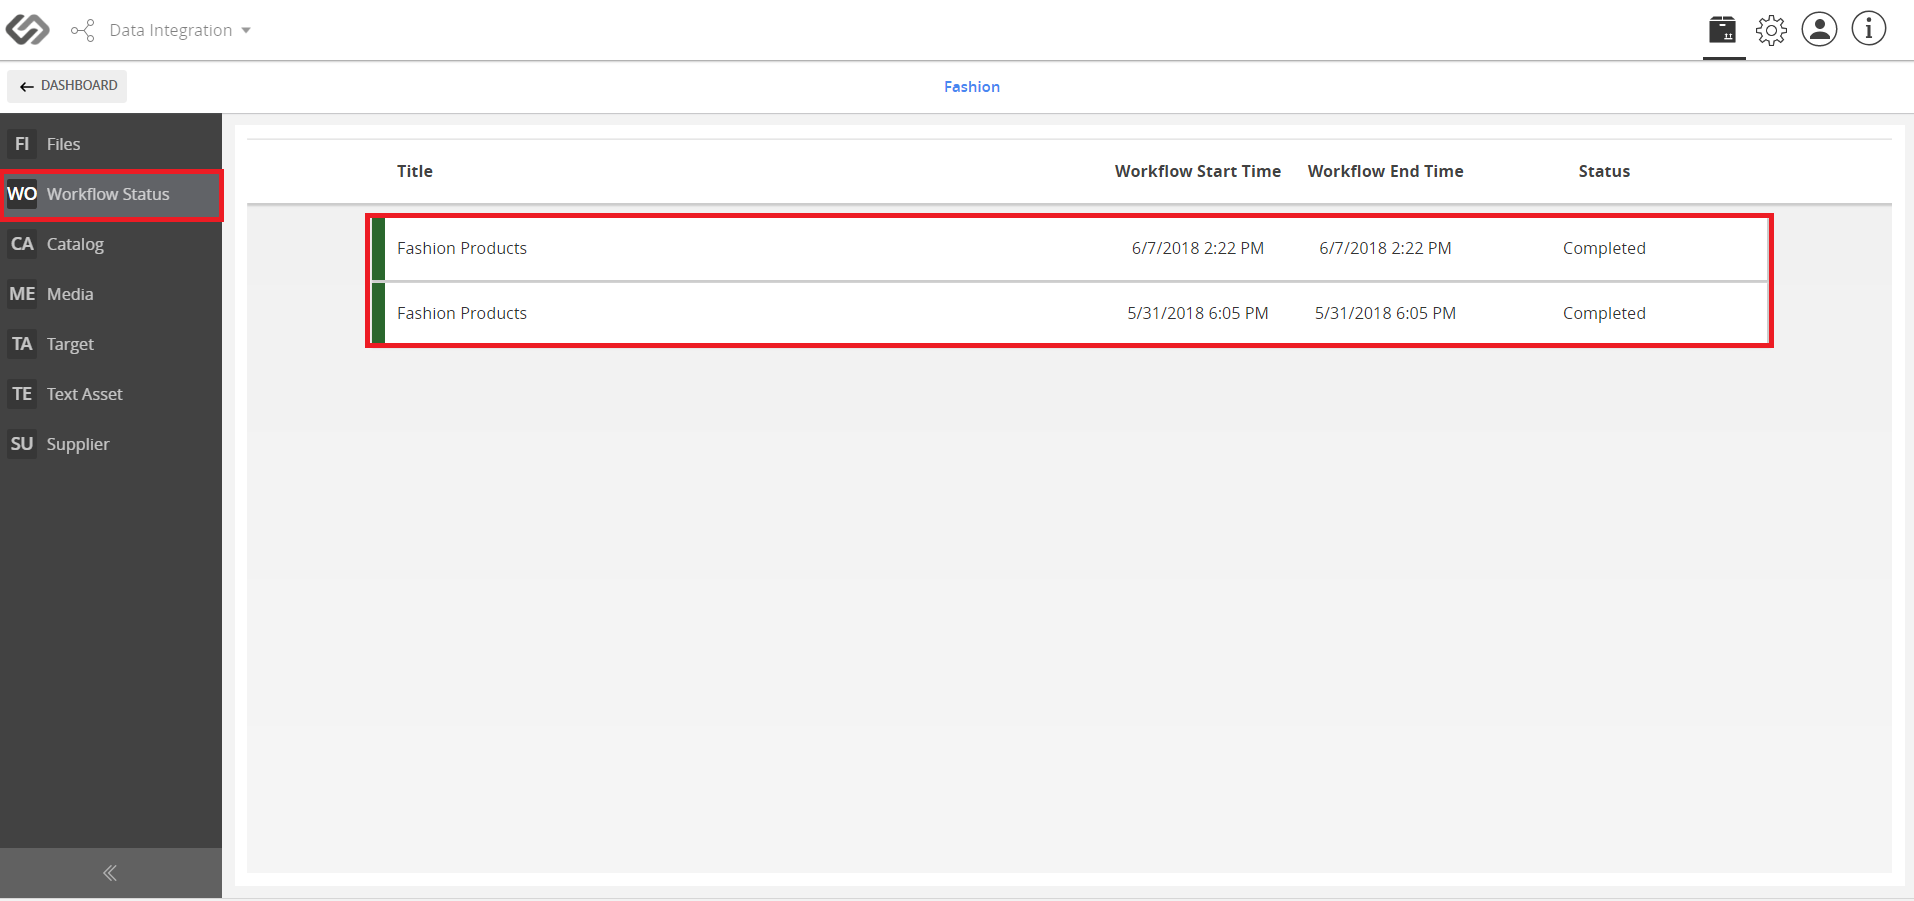 Data Integration
DASHBOARD
Fashion
FI Files
WO Workflow Status
CA Catalog
ME Media
TA Target
TE Text Asset
SU Supplier
Title Workflow Start Time Workflow End Time Status
Fashion Products 6/7/2018 2:22 PM 6/7/2018 2:22 PM Completed
Fashion Products 5/31/2018 6:05 PM 5/31/2018 6:05 PM Completed